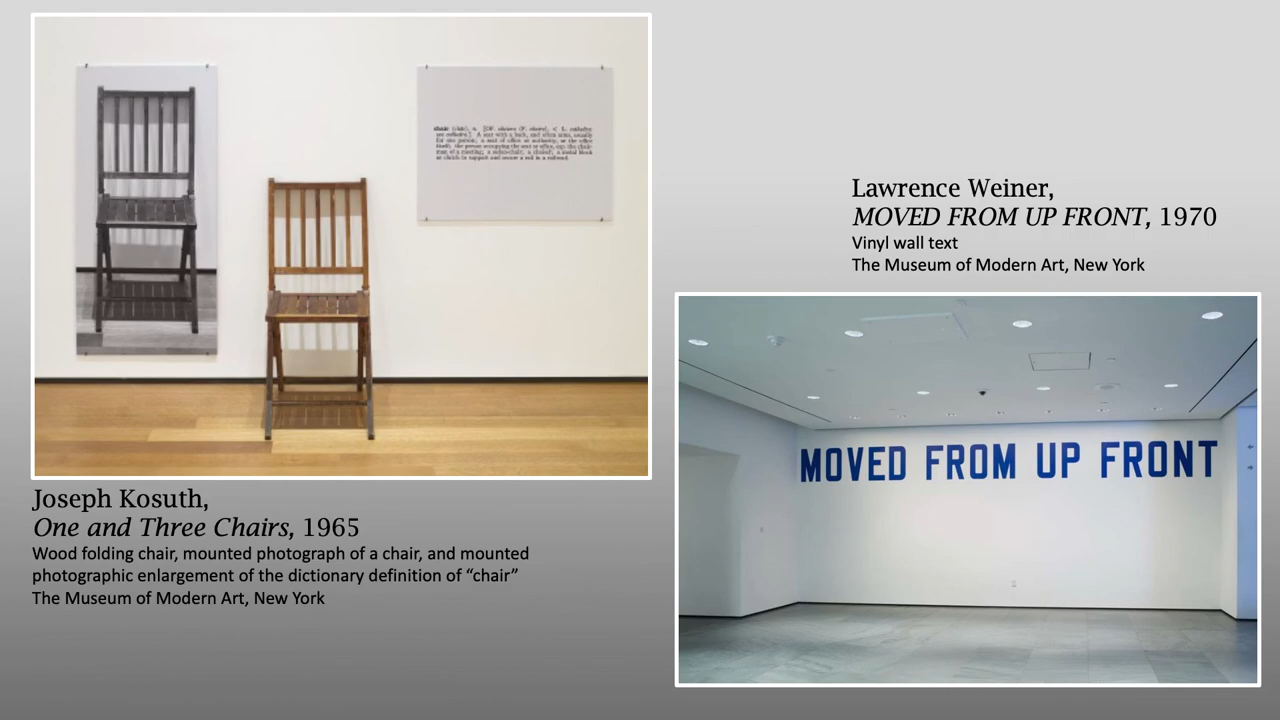 chair
Joseph Kosuth,
One and Three Chairs, 1965
Wood folding chair, mounted photograph of a chair, and mounted
photographic enlargement of the dictionary definition of “chair”
The Museum of Modern Art, New York
Lawrence Weiner,
MOVED FROM UP FRONT, 1970
Vinyl wall text
The Museum of Modern Art, New York
MOVED FROM UP FRONT